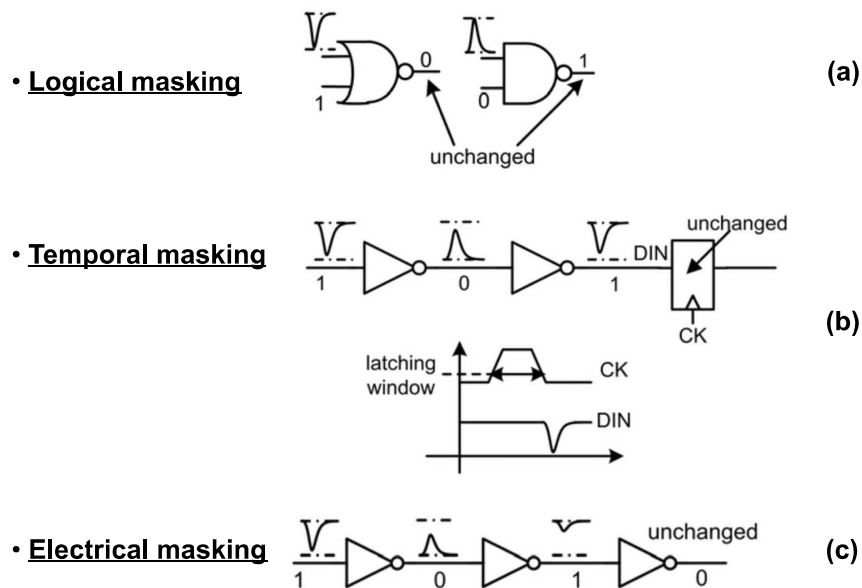 0
1
• Logical masking
(a)
1
0
unchanged
unchanged
• Temporal masking
DIN
1
0
1
CK
(b)
latching
window
CK
DIN
unchanged
• Electrical masking
(c)
1
0
1
0